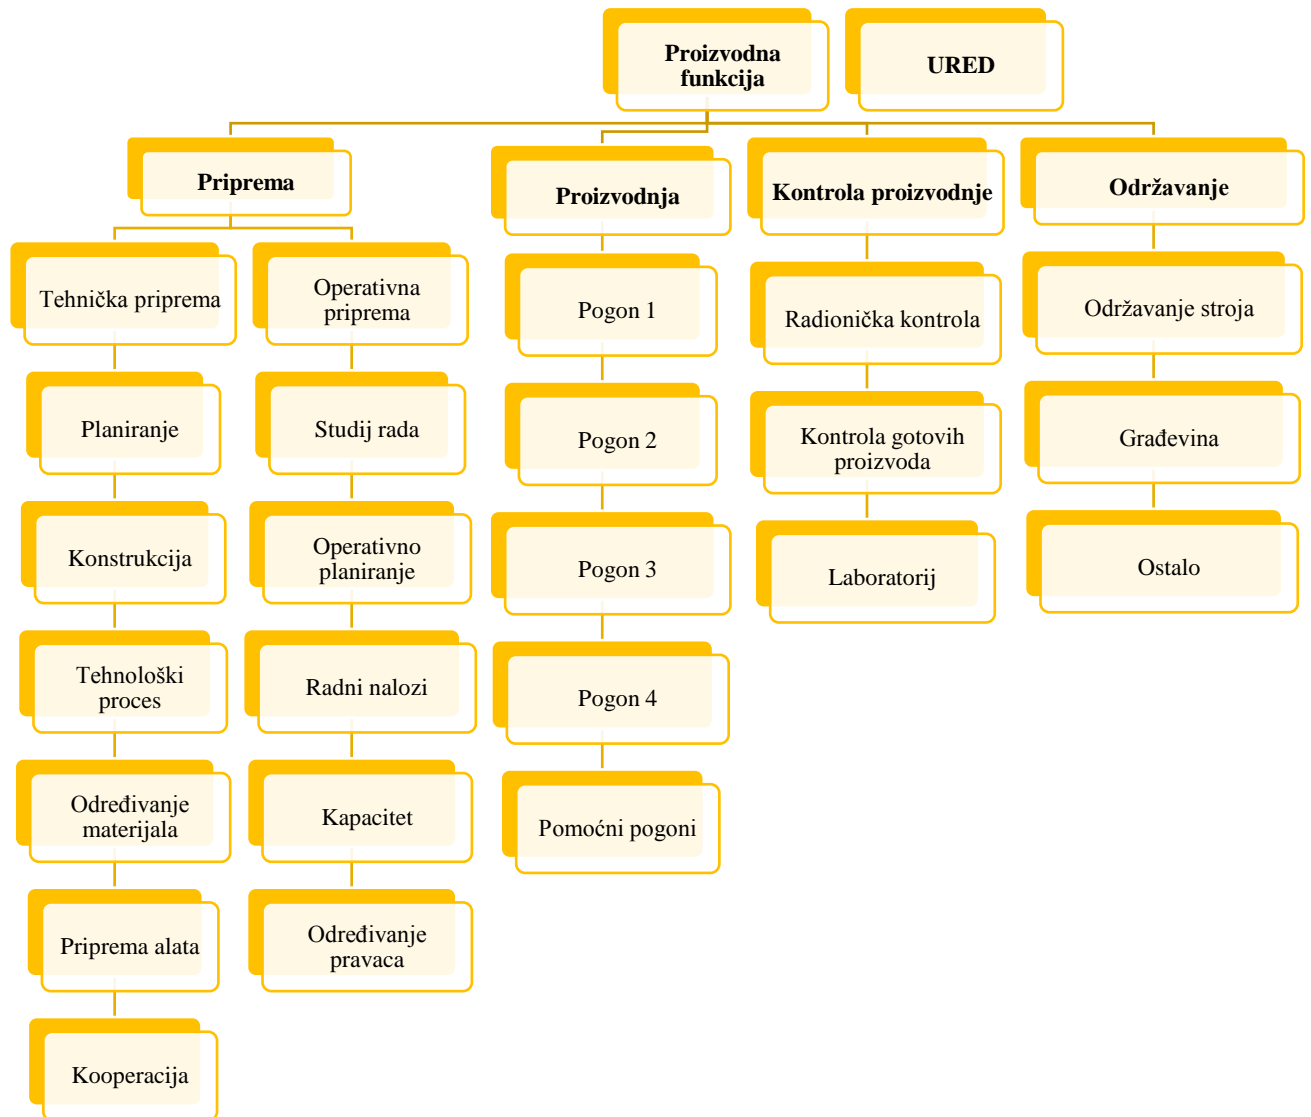 Proizvodna
funkcija
URED
Priprema
Proizvodnja
Kontrola proizvodnje
Održavanje
Tehnička priprema
Operativna
priprema
Pogon 1
Radionička kontrola
Održavanje stroja
Planiranje
Studij rada
Pogon 2
Kontrola gotovih
proizvoda
Građevina
Konstrukcija
Operativno
planiranje
Pogon 3
Laboratorij
Ostalo
Tehnološki
proces
Radni nalozi
Pogon 4
Određivanje
materijala
Kapacitet
Pomoćni pogoni
Priprema alata
Određivanje
pravaca
Kooperacija